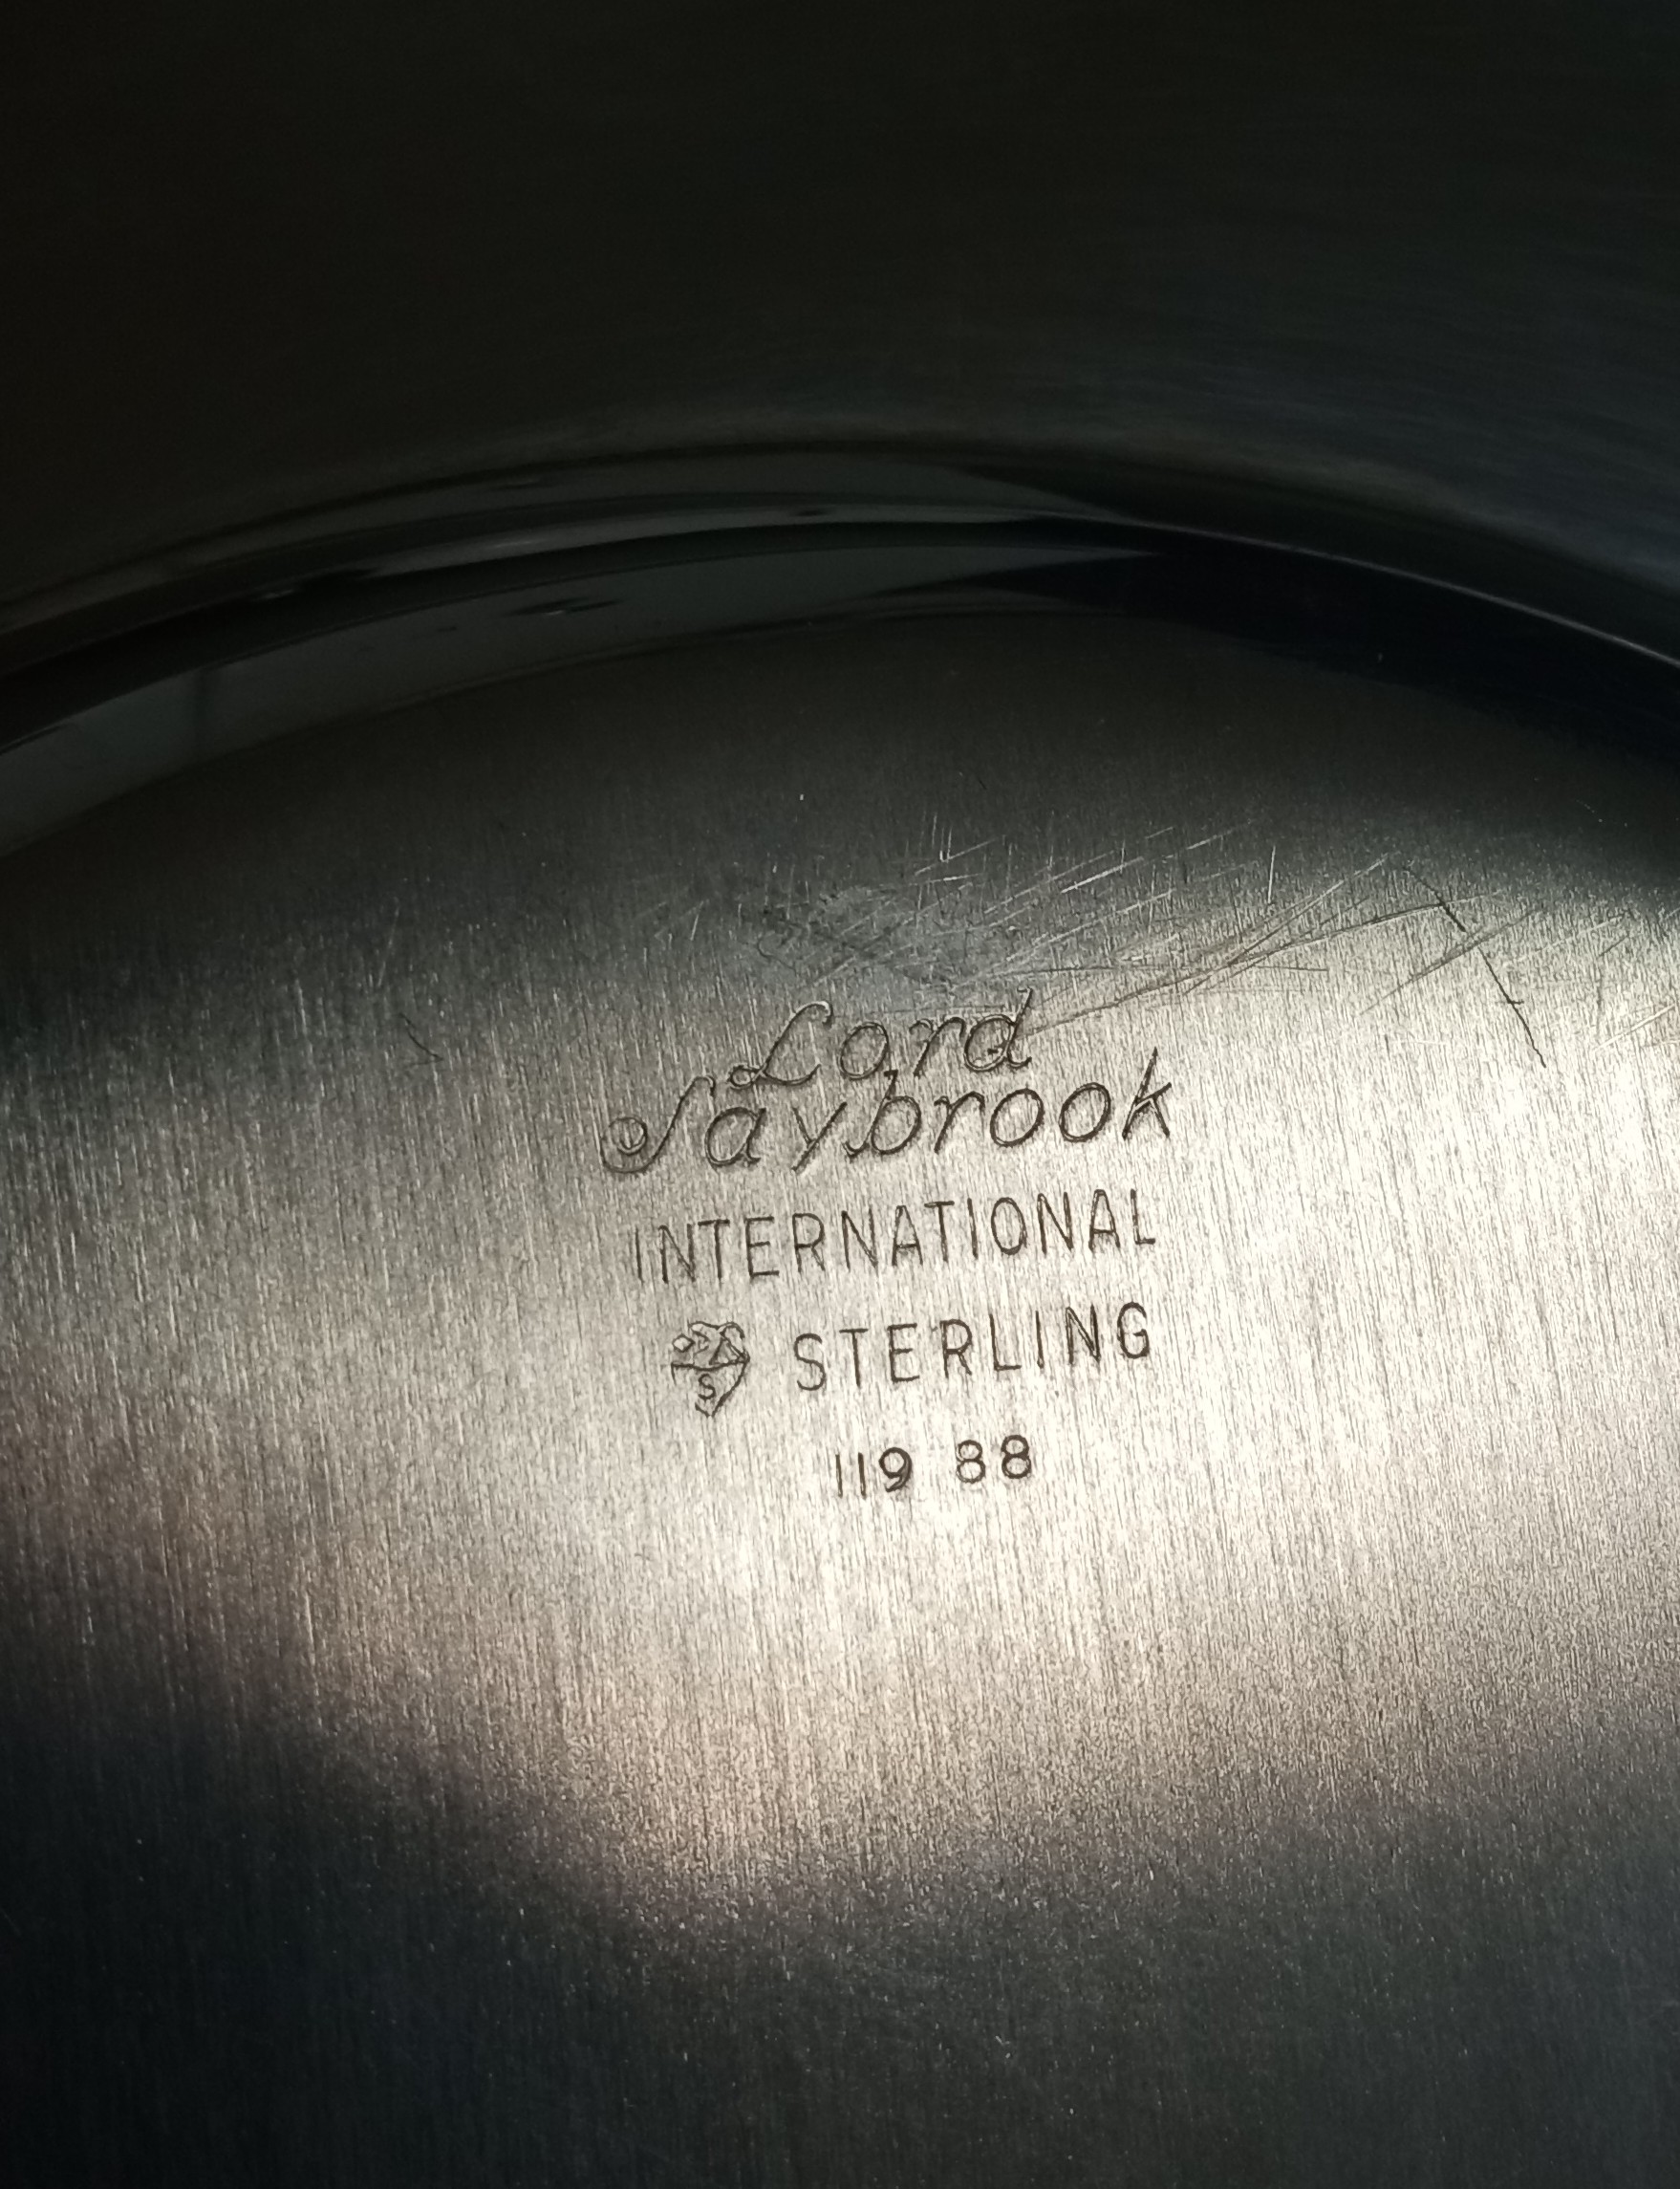 Lord
Saybrook
INTERNATIONAL
S STERLING
119 88